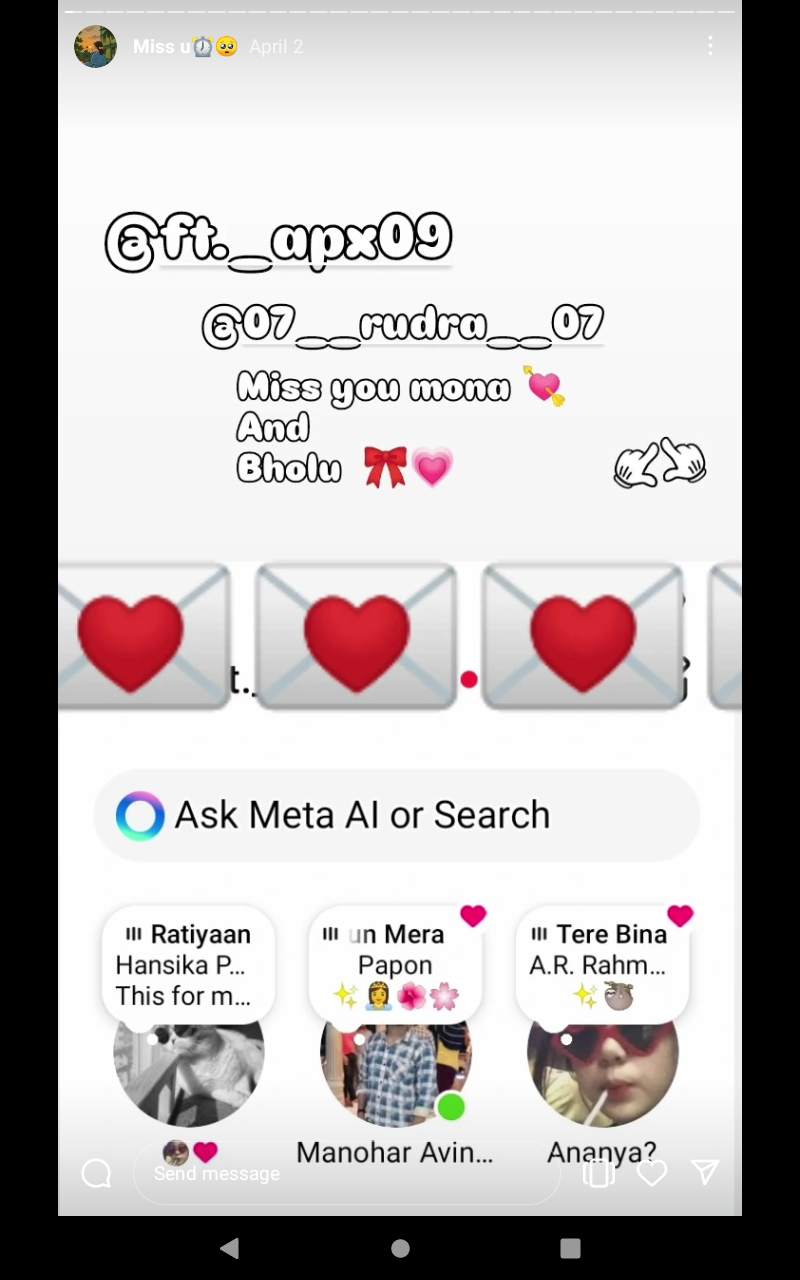 Miss u⏰🥺 April 2
@ft._apx09
@07__rudra__07
Miss you mona 💘
And
Bholu 🎀💗
t._
Ask Meta AI or Search
Ratiyaan
Hansika P...
This for m...
un Mera
Papon
✨👸🌺🌸
Tere Bina
A.R. Rahm...
✨🦥
Manohar Avin...
Ananya?
Send message